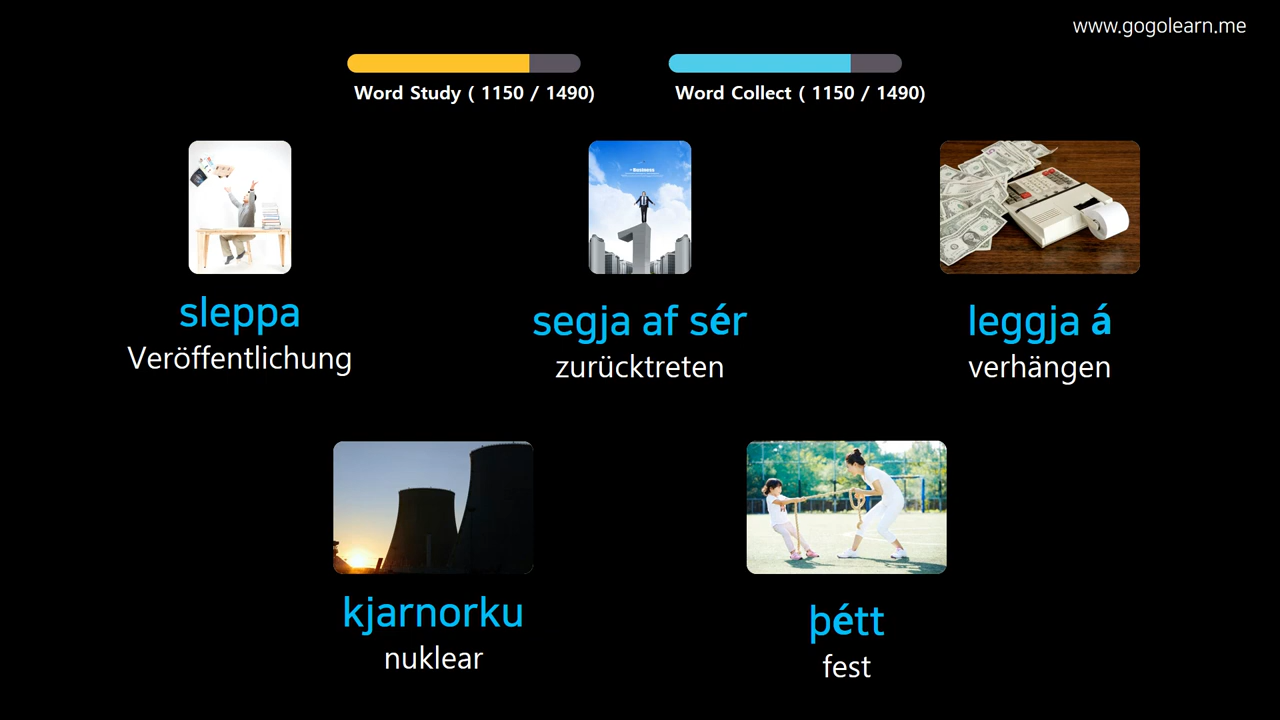 www.gogolearn.me
Word Study ( 1150 / 1490)
Word Collect ( 1150 / 1490)
Business
sleppa
Veröffentlichung
segja af sér
zurücktreten
leggja á
verhängen
kjarnorku
nuklear
þétt
fest